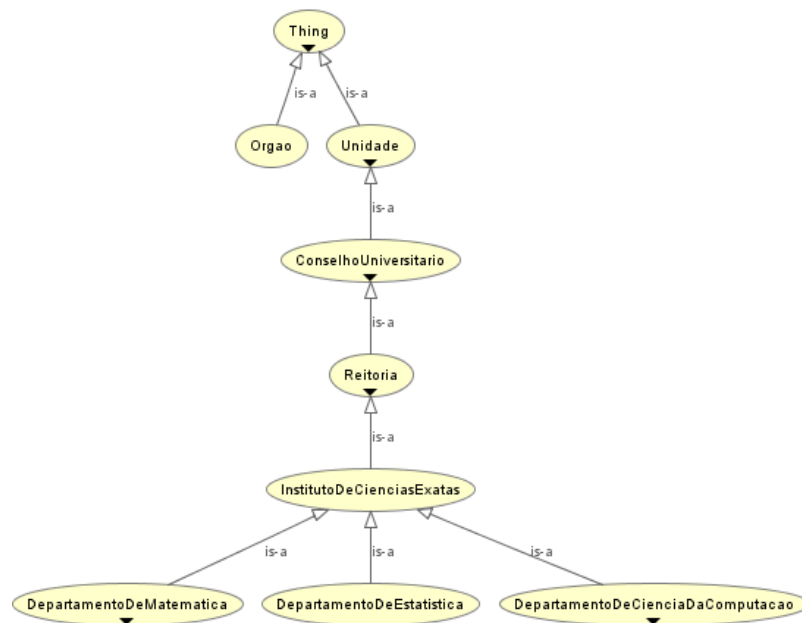 Thing
is-a
is-a
Orgao
Unidade
is-a
ConselhoUniversitario
is-a
Reitoria
is-a
InstitutoDeCienciasExatas
is-a
is-a
is-a
DepartamentoDeMatematica
DepartamentoDeEstatistica
DepartamentoDeCienciaDaComputacao